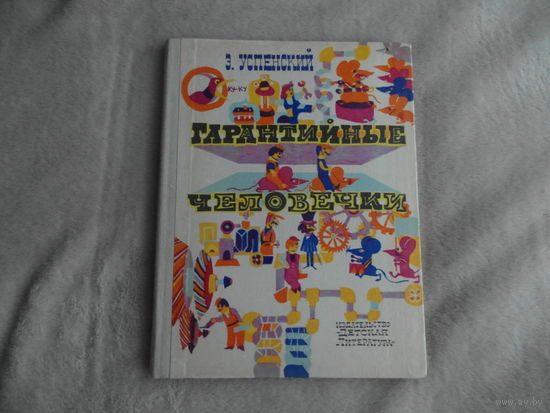 Э. УСПЕНСКИЙ
КУ-КУ
ГАРАНТИЙНЫЕ
ЧЕЛОВЕЧКИ
ИЗДАТЕЛЬСТВО
"ДЕТСКАЯ
ЛИТЕРАТУРА"
www.ay.by